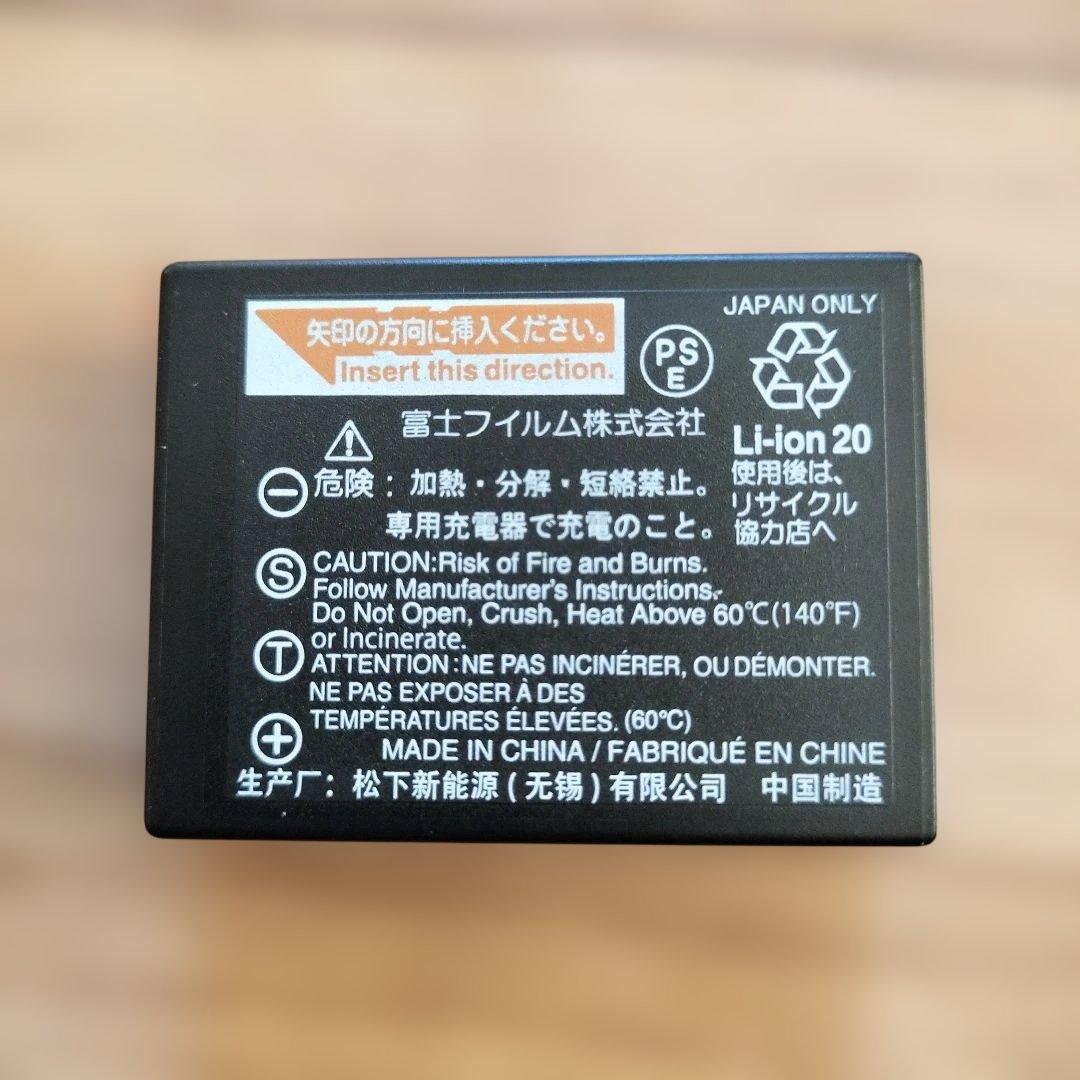 矢印の方向に挿入ください。
Insert this direction.
PS
E
JAPAN ONLY
Li-ion 20
使用後は、
リサイクル
協力店へ
富士フイルム株式会社
危険：加熱・分解・短絡禁止。
専用充電器で充電のこと。
S
CAUTION:Risk of Fire and Burns.
Follow Manufacturer's Instructions.
Do Not Open, Crush, Heat Above 60℃(140℉)
or Incinerate.
T
ATTENTION:NE PAS INCINÉRER, OU DÉMONTER.
NE PAS EXPOSER À DES
TEMPÉRATURES ÉLEVÉES. (60℃)
MADE IN CHINA / FABRIQUÉ EN CHINE
生产厂：松下新能源(无锡)有限公司 中国制造